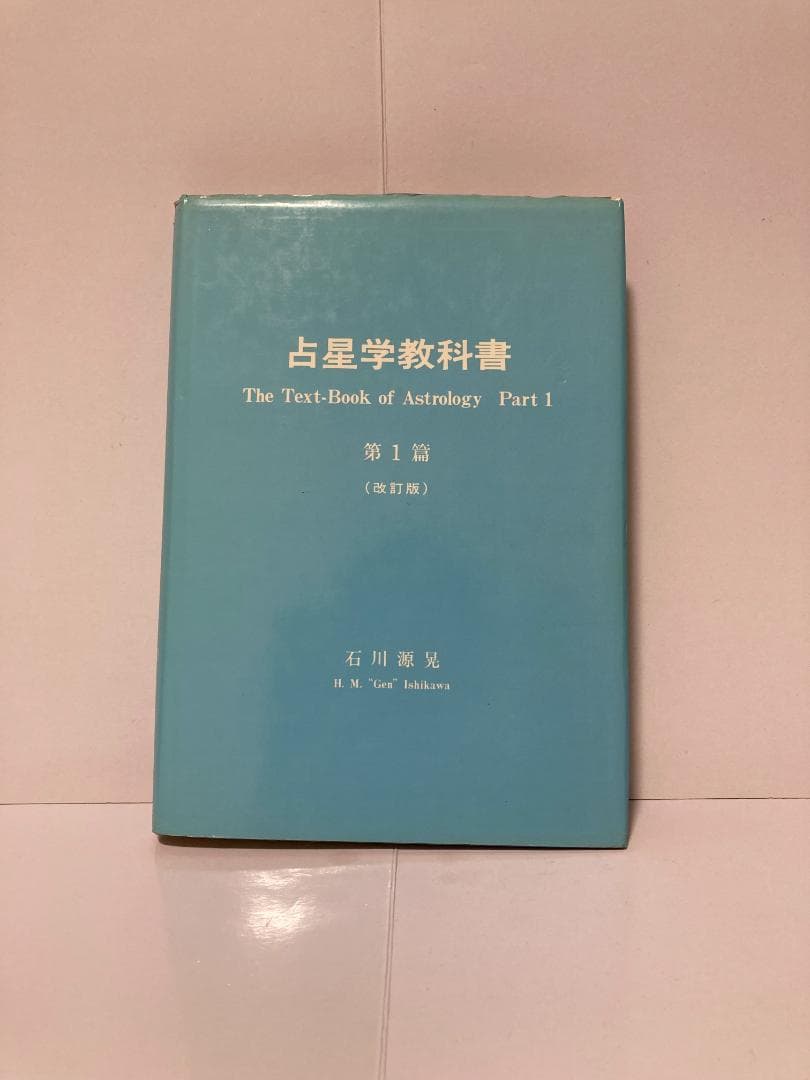 占星学教科書
The Text-Book of Astrology Part 1
第1篇
(改訂版)
石川源晃
H. M. "Gen" Ishikawa